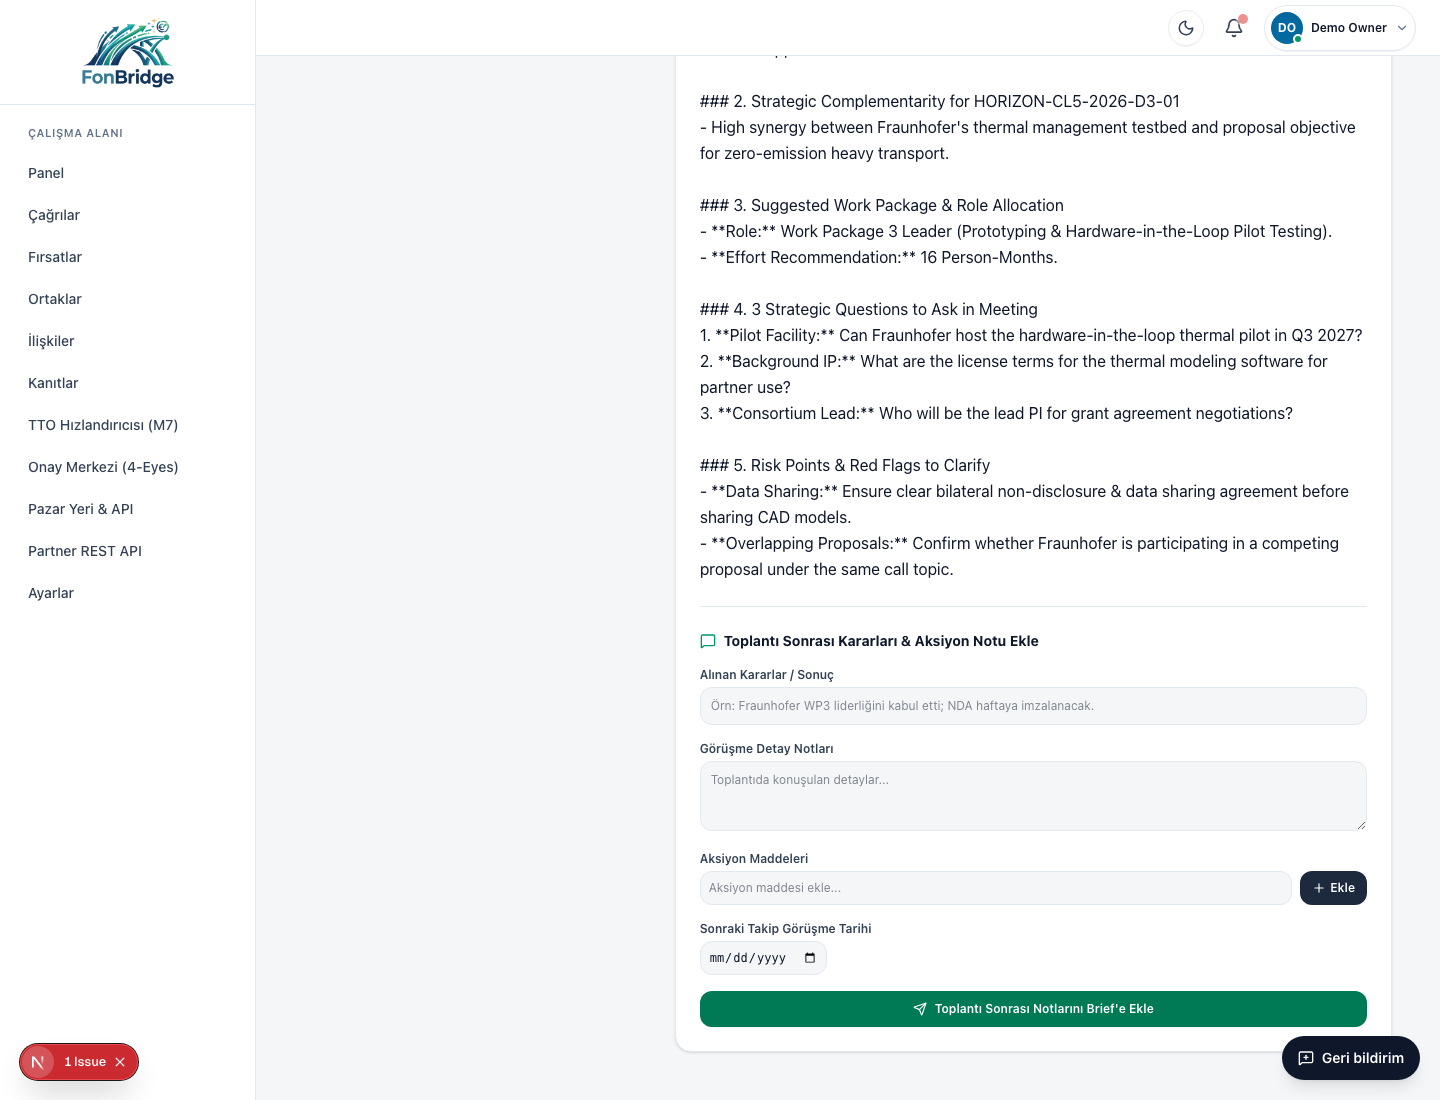 FonBridge
DO
Demo Owner
ÇALIŞMA ALANI
Panel
Çağrılar
Fırsatlar
Ortaklar
İlişkiler
Kanıtlar
TTO Hızlandırıcısı (M7)
Onay Merkezi (4-Eyes)
Pazar Yeri & API
Partner REST API
Ayarlar
### 2. Strategic Complementarity for HORIZON-CL5-2026-D3-01
- High synergy between Fraunhofer's thermal management testbed and proposal objective
for zero-emission heavy transport.
### 3. Suggested Work Package & Role Allocation
- **Role:** Work Package 3 Leader (Prototyping & Hardware-in-the-Loop Pilot Testing).
- **Effort Recommendation:** 16 Person-Months.
### 4. 3 Strategic Questions to Ask in Meeting
1. **Pilot Facility:** Can Fraunhofer host the hardware-in-the-loop thermal pilot in Q3 2027?
2. **Background IP:** What are the license terms for the thermal modeling software for
partner use?
3. **Consortium Lead:** Who will be the lead PI for grant agreement negotiations?
### 5. Risk Points & Red Flags to Clarify
- **Data Sharing:** Ensure clear bilateral non-disclosure & data sharing agreement before
sharing CAD models.
- **Overlapping Proposals:** Confirm whether Fraunhofer is participating in a competing
proposal under the same call topic.
Toplantı Sonrası Kararları & Aksiyon Notu Ekle
Alınan Kararlar / Sonuç
Örn: Fraunhofer WP3 liderliğini kabul etti; NDA haftaya imzalanacak.
Görüşme Detay Notları
Toplantıda konuşulan detaylar...
Aksiyon Maddeleri
Aksiyon maddesi ekle...
+ Ekle
Sonraki Takip Görüşme Tarihi
mm/dd/yyyy
Toplantı Sonrası Notlarını Brief'e Ekle
N 1 Issue
Geri bildirim